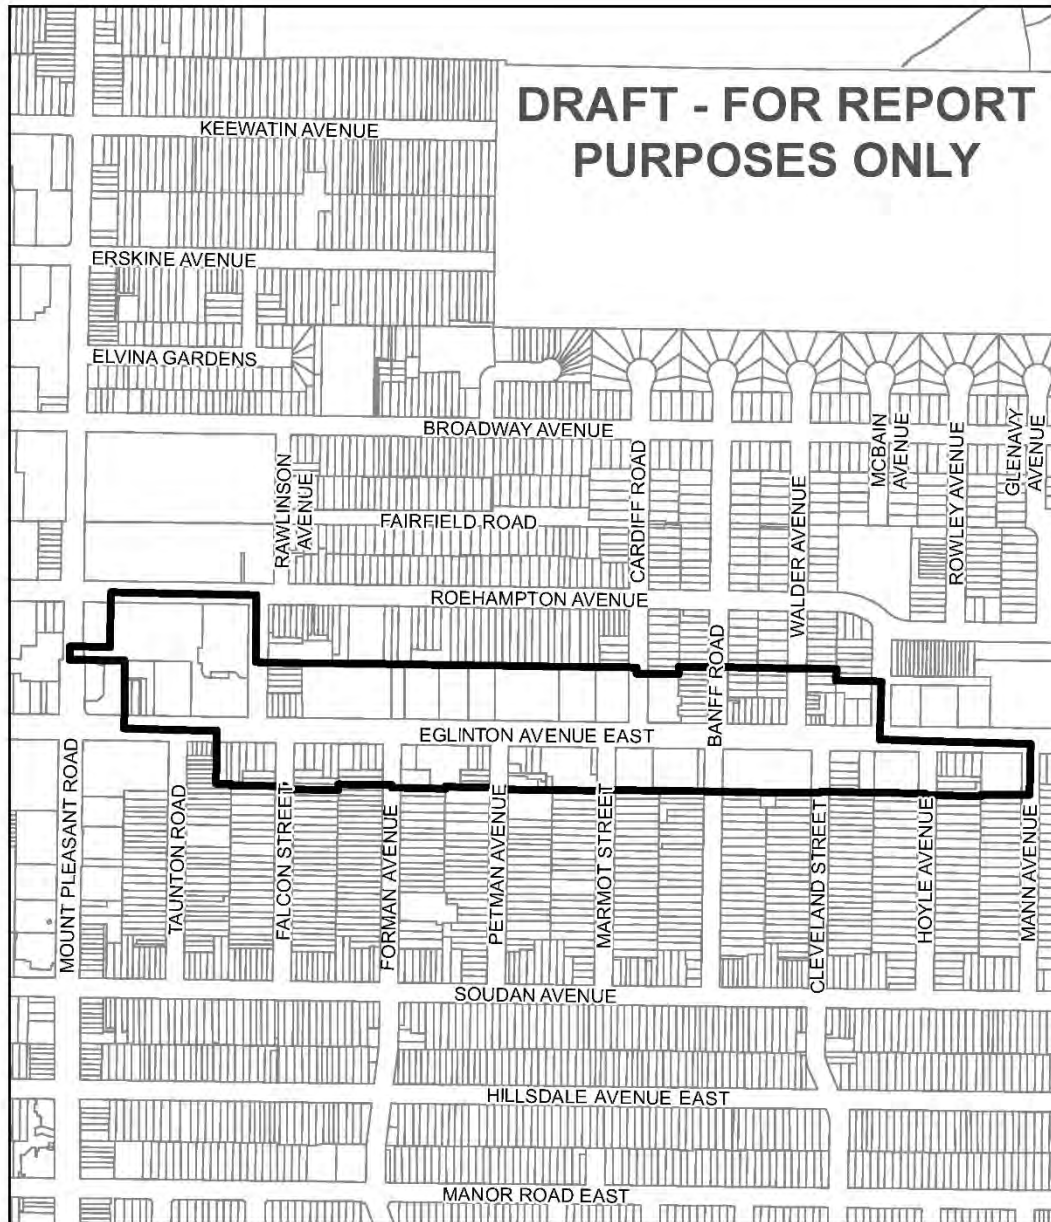 DRAFT - FOR REPORT
PURPOSES ONLY
KEEWATIN AVENUE
ERSKINE AVENUE
ELVINA GARDENS
BROADWAY AVENUE
RAWLINSON
AVENUE
FAIRFIELD ROAD
CARDIFF ROAD
WALDER AVENUE
MCBAIN
AVENUE
ROWLEY AVENUE
GLENAVY
AVENUE
ROEHAMPTON AVENUE
BANFF ROAD
EGLINTON AVENUE EAST
MOUNT PLEASANT ROAD
TAUNTON ROAD
FALCON STREET
FORMAN AVENUE
PETMAN AVENUE
MARMOT STREET
CLEVELAND STREET
HOYLE AVENUE
MANN AVENUE
SOUDAN AVENUE
HILLSDALE AVENUE EAST
MANOR ROAD EAST